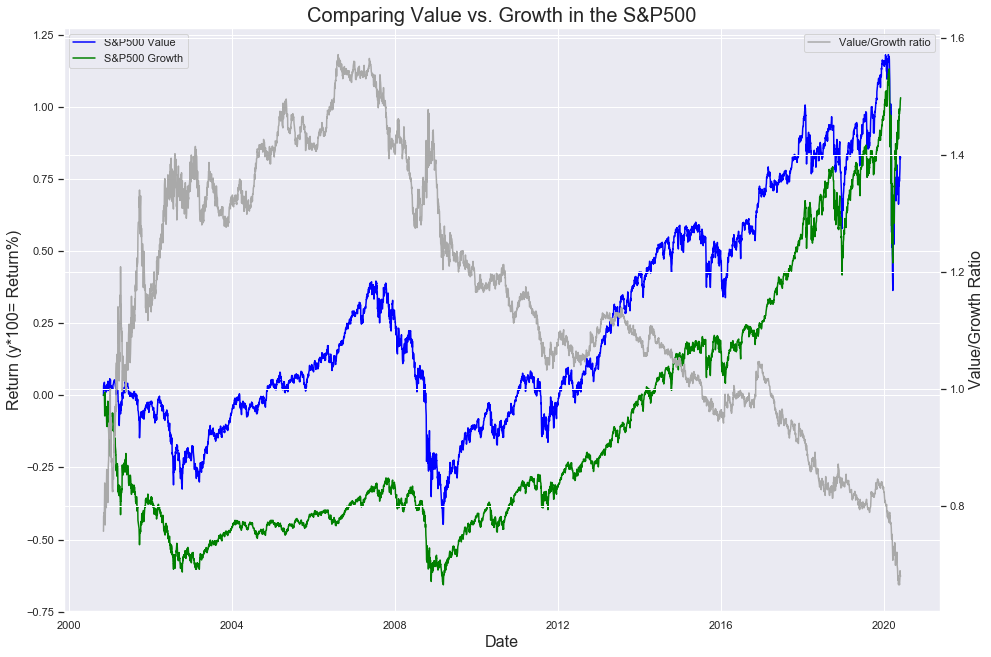 Comparing Value vs. Growth in the S&P500
S&P500 Value
S&P500 Growth
Value/Growth ratio
Return (y*100= Return%)
1.25
1.00
0.75
0.50
0.25
0.00
−0.25
−0.50
−0.75
1.6
1.4
1.2
1.0
0.8
Value/Growth Ratio
2000 2004 2008 2012 2016 2020
Date